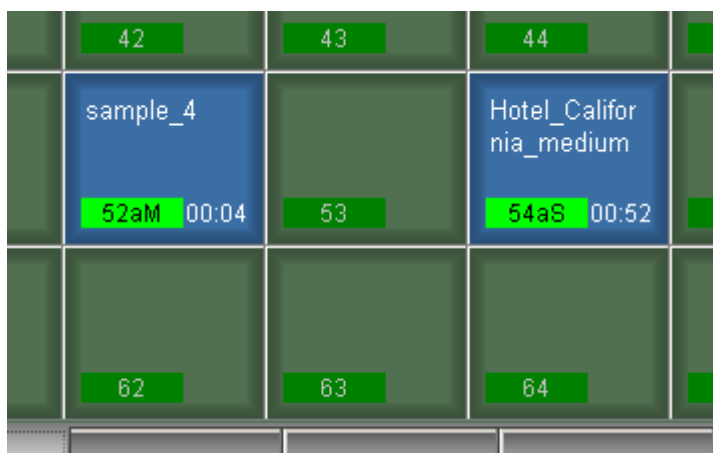 42 43 44
sample_4
Hotel_Califor
nia_medium
52aM 00:04 53 54aS 00:52
62 63 64